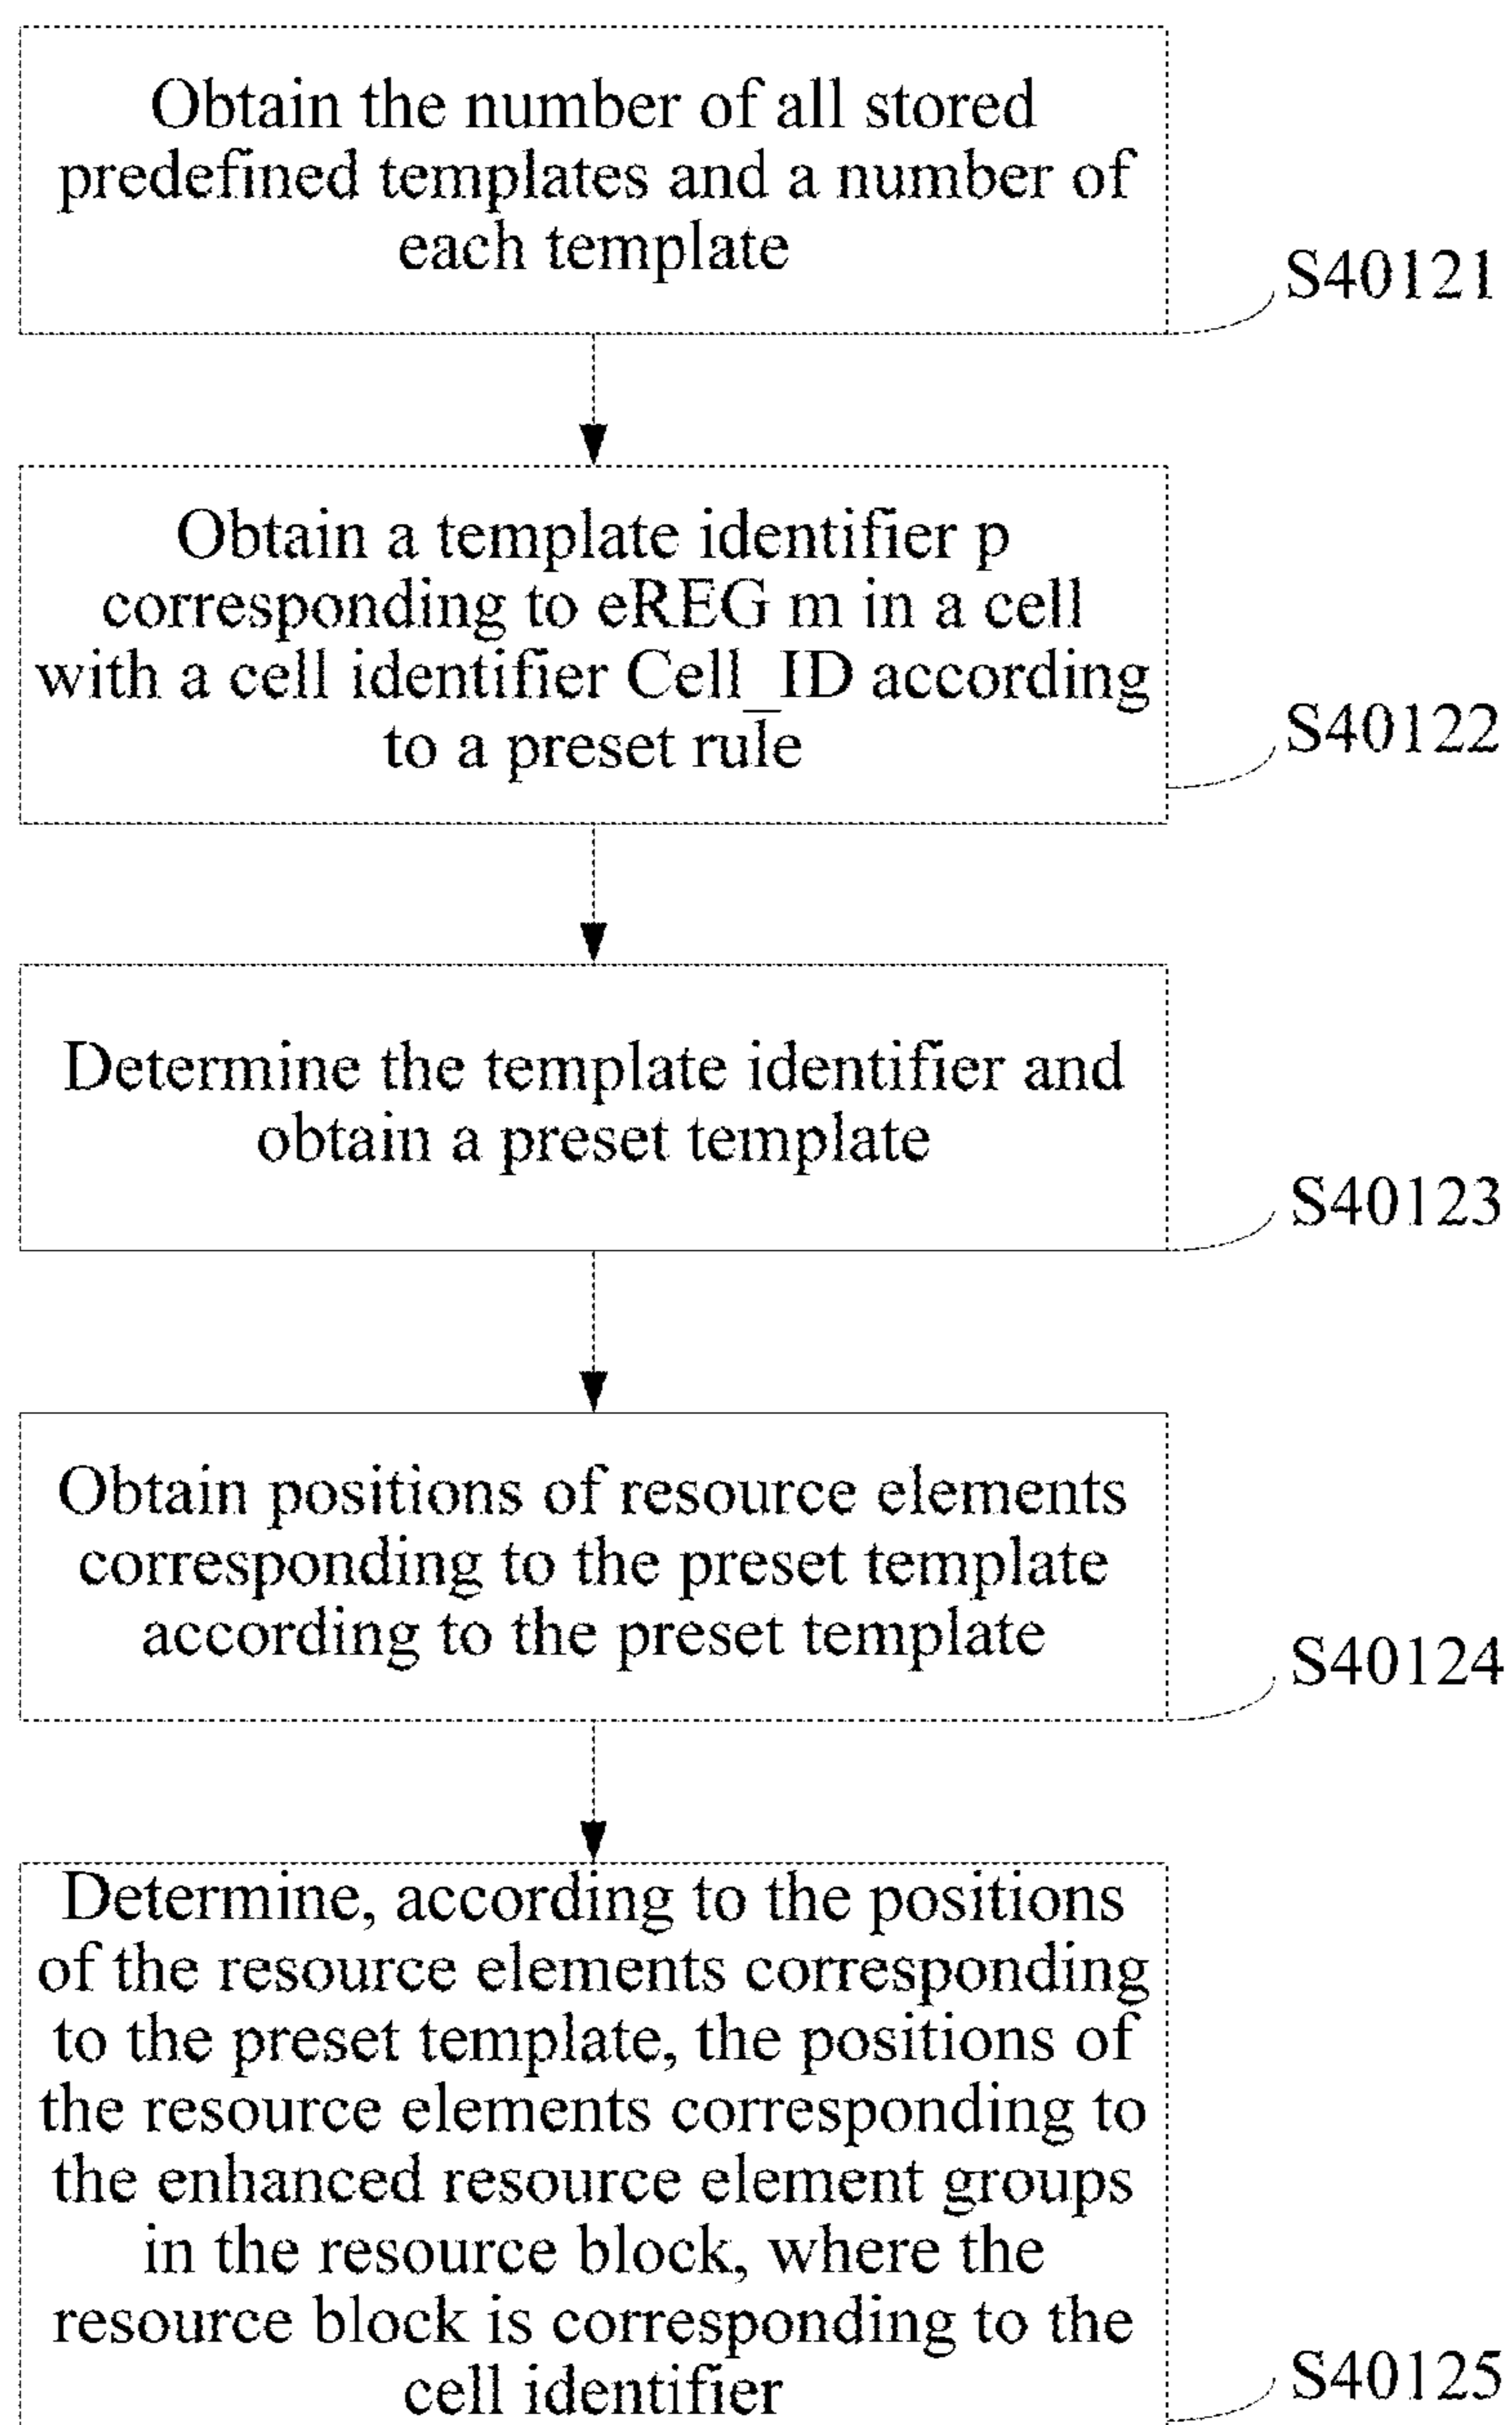 Obtain the number of all stored
predefined templates and a number of
each template
S40121
Obtain a template identifier p
corresponding to eREG m in a cell
with a cell identifier Cell_ID according
to a preset rule
S40122
Determine the template identifier and
obtain a preset template
S40123
Obtain positions of resource elements
corresponding to the preset template
according to the preset template
S40124
Determine, according to the positions
of the resource elements corresponding
to the preset template, the positions of
the resource elements corresponding to
the enhanced resource element groups
in the resource block, where the
resource block is corresponding to the
cell identifier
S40125